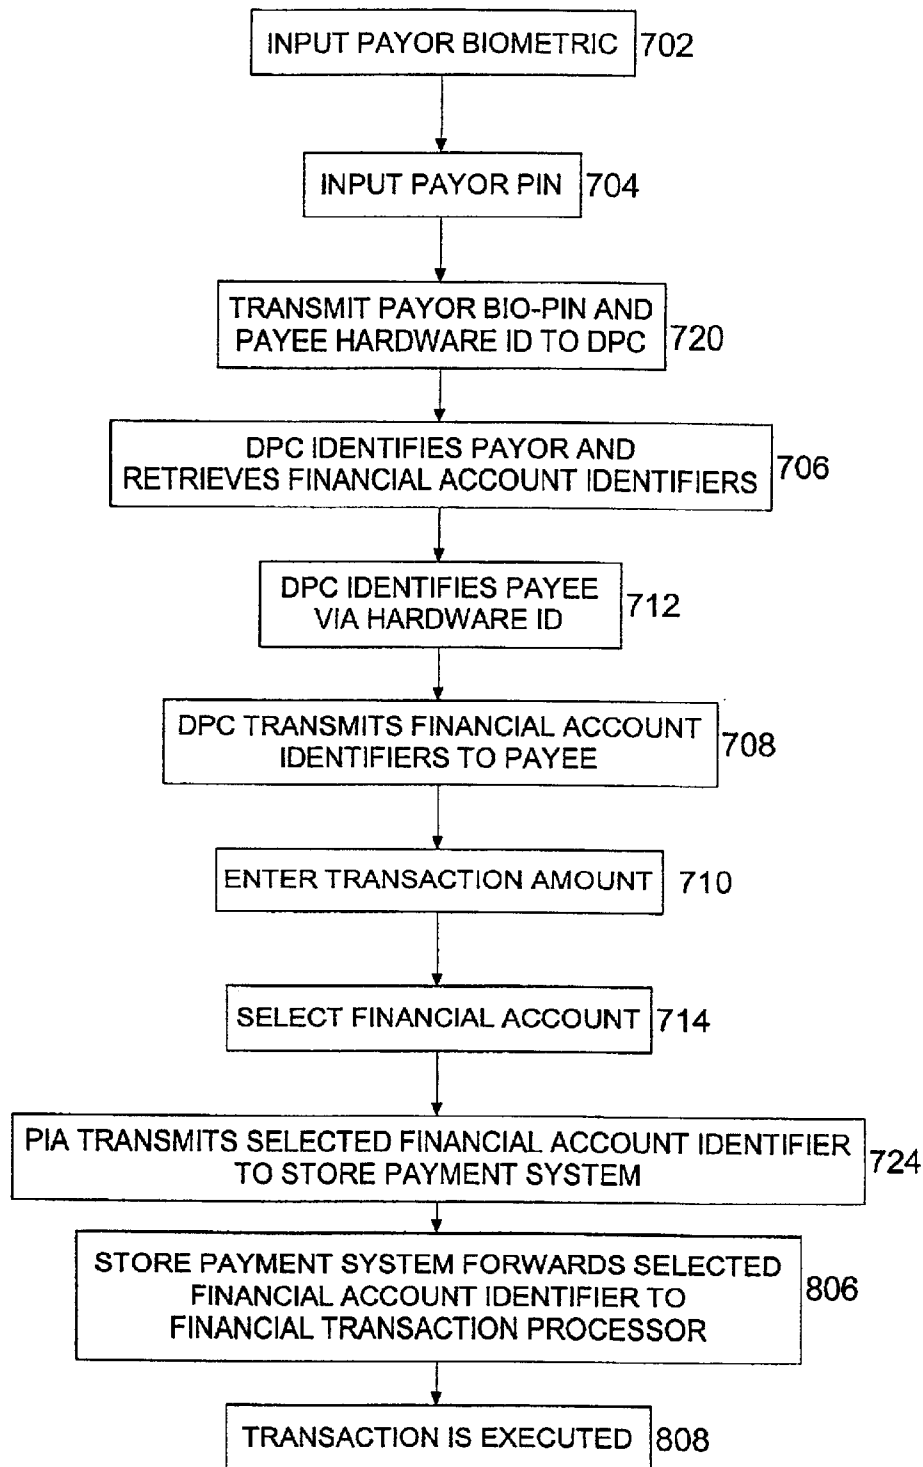 INPUT PAYOR BIOMETRIC 702
INPUT PAYOR PIN 704
TRANSMIT PAYOR BIO-PIN AND
PAYEE HARDWARE ID TO DPC 720
DPC IDENTIFIES PAYOR AND
RETRIEVES FINANCIAL ACCOUNT IDENTIFIERS 706
DPC IDENTIFIES PAYEE
VIA HARDWARE ID 712
DPC TRANSMITS FINANCIAL ACCOUNT
IDENTIFIERS TO PAYEE 708
ENTER TRANSACTION AMOUNT 710
SELECT FINANCIAL ACCOUNT 714
PIA TRANSMITS SELECTED FINANCIAL ACCOUNT IDENTIFIER
TO STORE PAYMENT SYSTEM 724
STORE PAYMENT SYSTEM FORWARDS SELECTED
FINANCIAL ACCOUNT IDENTIFIER TO 806
FINANCIAL TRANSACTION PROCESSOR
TRANSACTION IS EXECUTED 808